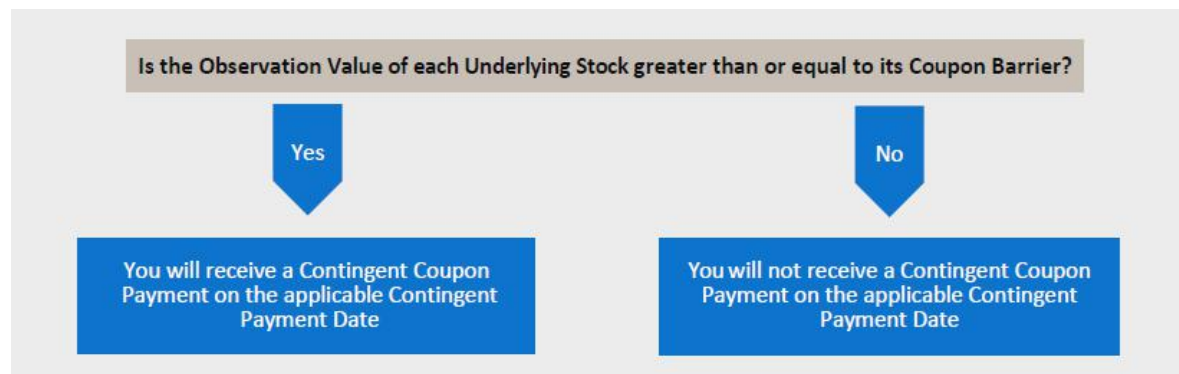 Is the Observation Value of each Underlying Stock greater than or equal to its Coupon Barrier?
Yes
No
You will receive a Contingent Coupon
Payment on the applicable Contingent
Payment Date
You will not receive a Contingent Coupon
Payment on the applicable Contingent
Payment Date